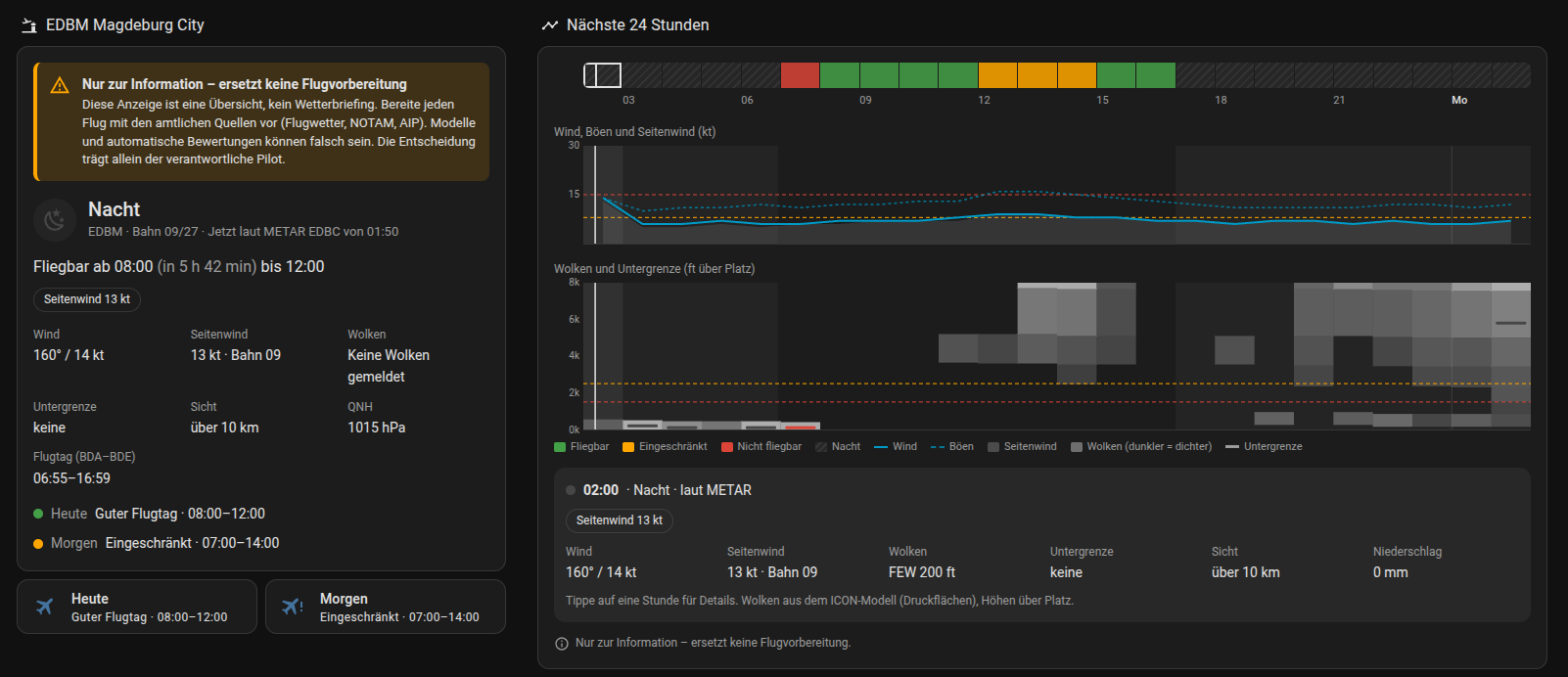 EDBM Magdeburg City
Nur zur Information – ersetzt keine Flugvorbereitung
Diese Anzeige ist eine Übersicht, kein Wetterbriefing. Bereite jeden
Flug mit den amtlichen Quellen vor (Flugwetter, NOTAM, AIP). Modelle
und automatische Bewertungen können falsch sein. Die Entscheidung
trägt allein der verantwortliche Pilot.
Nacht
EDBM · Bahn 09/27 · Jetzt laut METAR EDBC von 01:50
Fliegbar ab 08:00 (in 5 h 42 min) bis 12:00
Seitenwind 13 kt
Wind Seitenwind Wolken
160° / 14 kt 13 kt · Bahn 09 Keine Wolken
gemeldet
Untergrenze Sicht QNH
keine über 10 km 1015 hPa
Flugtag (BDA–BDE)
06:55–16:59
Heute Guter Flugtag · 08:00–12:00
Morgen Eingeschränkt · 07:00–14:00
Heute
Guter Flugtag · 08:00–12:00
Morgen
Eingeschränkt · 07:00–14:00
Nächste 24 Stunden
03 06 09 12 15 18 21 Mo
Wind, Böen und Seitenwind (kt)
30
15
Wolken und Untergrenze (ft über Platz)
8k
6k
4k
2k
0k
Fliegbar Eingeschränkt Nicht fliegbar Nacht Wind Böen Seitenwind Wolken (dunkler = dichter) Untergrenze
02:00 · Nacht · laut METAR
Seitenwind 13 kt
Wind Seitenwind Wolken Untergrenze Sicht Niederschlag
160° / 14 kt 13 kt · Bahn 09 FEW 200 ft keine über 10 km 0 mm
Tippe auf eine Stunde für Details. Wolken aus dem ICON-Modell (Druckflächen), Höhen über Platz.
Nur zur Information – ersetzt keine Flugvorbereitung.